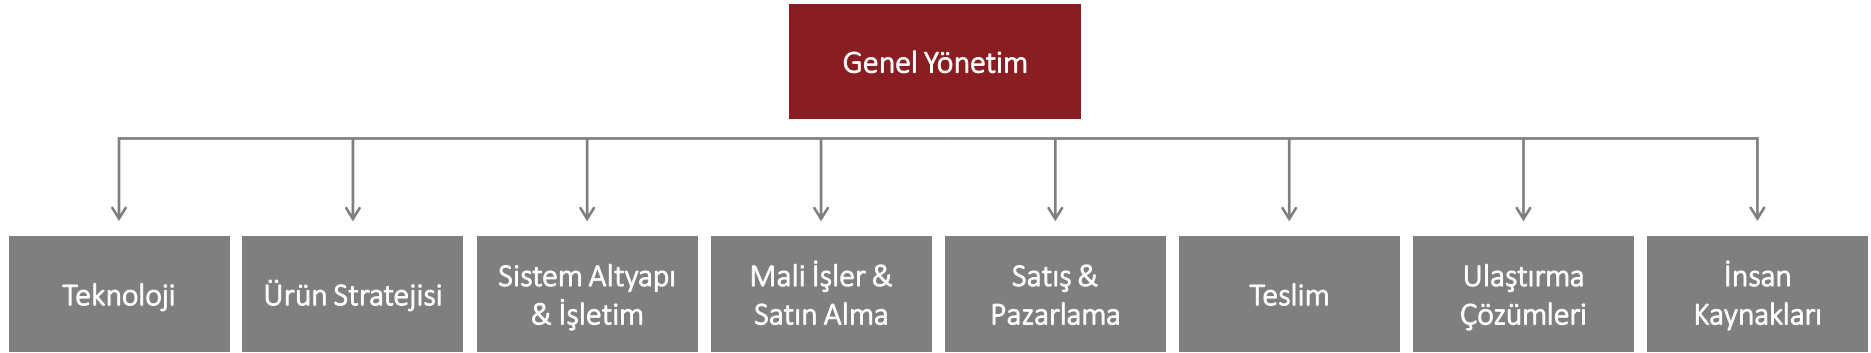 Genel Yönetim
Teknoloji
Ürün Stratejisi
Sistem Altyapı
& İşletim
Mali İşler &
Satın Alma
Satış &
Pazarlama
Teslim
Ulaştırma
Çözümleri
İnsan
Kaynakları